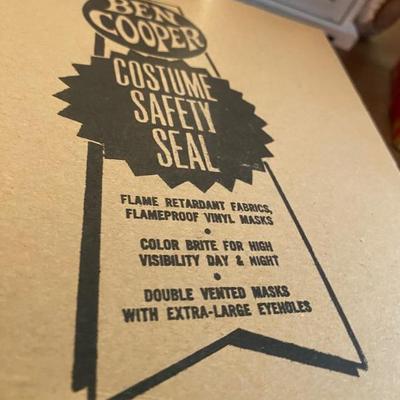 BEN
COOPER
COSTUME
SAFETY
SEAL
FLAME RETARDANT FABRICS,
FLAMEPROOF VINYL MASKS
•
COLOR BRITE FOR HIGH
VISIBILITY DAY & NIGHT
•
DOUBLE VENTED MASKS
WITH EXTRA-LARGE EYEHOLES